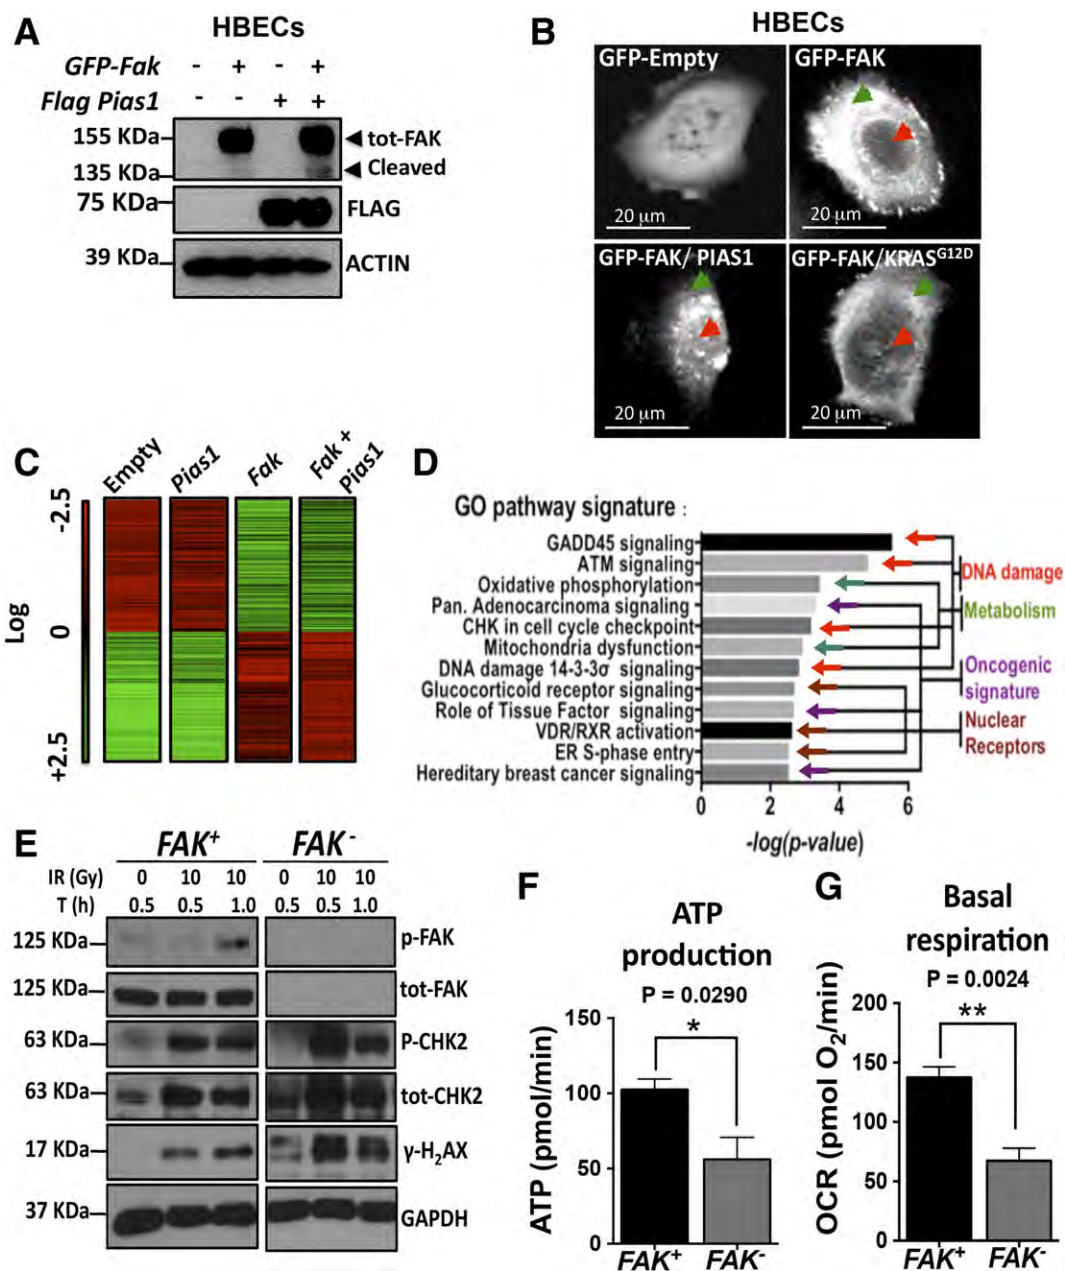 A
HBECs
GFP-Fak - + - +
Flag Pias1 - - + +
155 KDa
tot-FAK
135 KDa
Cleaved
75 KDa
FLAG
39 KDa
ACTIN
B
HBECs
GFP-Empty
GFP-FAK
20 µm
20 µm
GFP-FAK/ PIAS1
GFP-FAK/KRASG12D
20 µm
20 µm
C
Empty
Pias1
Fak
Fak + Pias1
Log
-2.5
0
+2.5
D
GO pathway signature :
GADD45 signaling
ATM signaling
Oxidative phosphorylation
Pan. Adenocarcinoma signaling
CHK in cell cycle checkpoint
Mitochondria dysfunction
DNA damage 14-3-3σ signaling
Glucocorticoid receptor signaling
Role of Tissue Factor signaling
VDR/RXR activation
ER S-phase entry
Hereditary breast cancer signaling
DNA damage
Metabolism
Oncogenic signature
Nuclear Receptors
0 2 4 6
-log(p-value)
E
FAK+ FAK-
IR (Gy) 0 10 10 0 10 10
T (h) 0.5 0.5 1.0 0.5 0.5 1.0
125 KDa p-FAK
125 KDa tot-FAK
63 KDa P-CHK2
63 KDa tot-CHK2
17 KDa γ-H2AX
37 KDa GAPDH
F
ATP production
P = 0.0290
*
ATP (pmol/min)
150
100
50
0
FAK+ FAK-
G
Basal respiration
P = 0.0024
**
OCR (pmol O2/min)
200
150
100
50
0
FAK+ FAK-